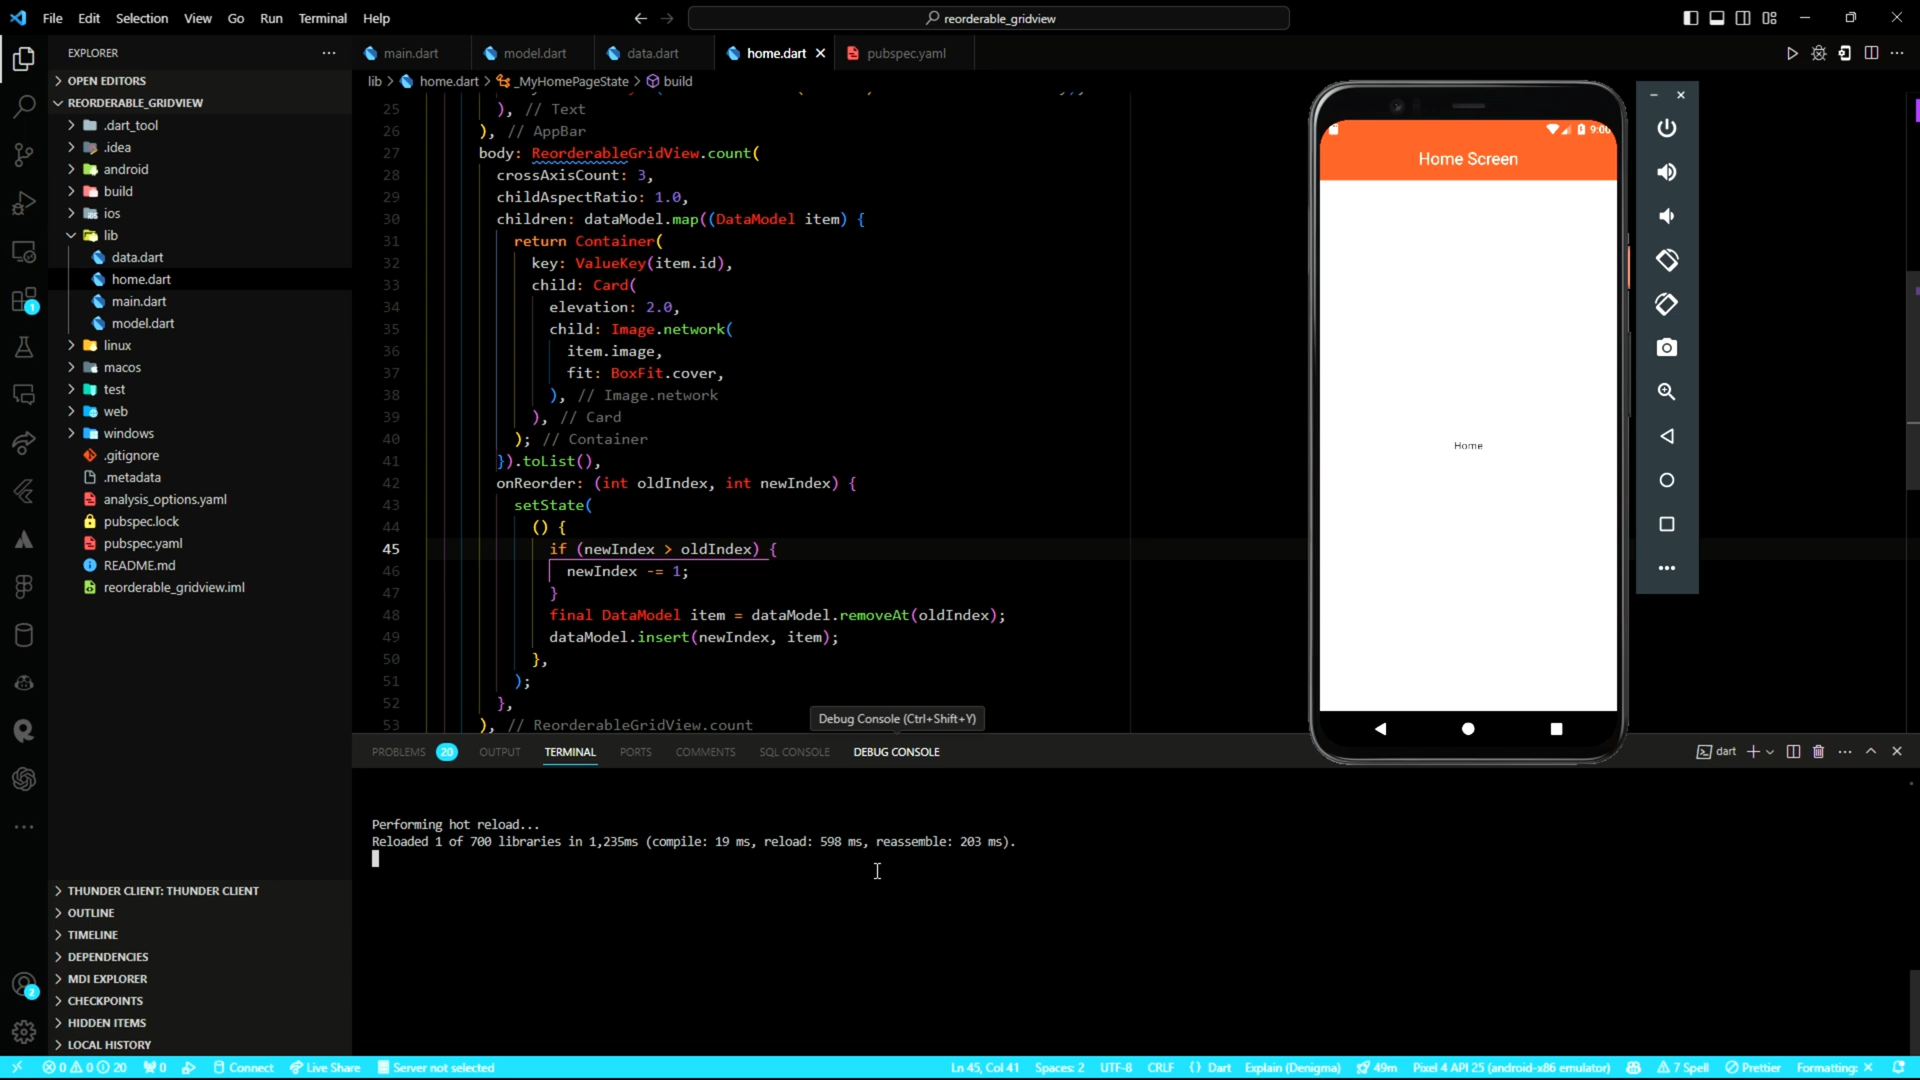 File Edit Selection View Go Run Terminal Help
reorderable_gridview
EXPLORER
main.dart
model.dart
data.dart
home.dart
pubspec.yaml
lib > home.dart > _MyHomePageState > build
OPEN EDITORS
REORDERABLE_GRIDVIEW
.dart_tool
.idea
android
build
ios
lib
data.dart
home.dart
main.dart
model.dart
linux
macos
test
web
windows
.gitignore
.metadata
analysis_options.yaml
pubspec.lock
pubspec.yaml
README.md
reorderable_gridview.iml
THUNDER CLIENT: THUNDER CLIENT
OUTLINE
TIMELINE
DEPENDENCIES
MDI EXPLORER
CHECKPOINTS
HIDDEN ITEMS
LOCAL HISTORY
25 ), // Text
26 ), // AppBar
27 body: ReorderableGridView.count(
28 crossAxisCount: 3,
29 childAspectRatio: 1.0,
30 children: dataModel.map((DataModel item) {
31 return Container(
32 key: ValueKey(item.id),
33 child: Card(
34 elevation: 2.0,
35 child: Image.network(
36 item.image,
37 fit: BoxFit.cover,
38 ), // Image.network
39 ), // Card
40 ); // Container
41 }).toList(),
42 onReorder: (int oldIndex, int newIndex) {
43 setState(
44 () {
45 if (newIndex > oldIndex) {
46 newIndex -= 1;
47 }
48 final DataModel item = dataModel.removeAt(oldIndex);
49 dataModel.insert(newIndex, item);
50 },
51 );
52 },
53 ), // ReorderableGridView.count
Debug Console (Ctrl+Shift+Y)
9:00
Home Screen
Home
PROBLEMS 20 OUTPUT TERMINAL PORTS COMMENTS SQL CONSOLE DEBUG CONSOLE
dart
Performing hot reload...
Reloaded 1 of 700 libraries in 1,235ms (compile: 19 ms, reload: 598 ms, reassemble: 203 ms).
1
2
0 0 20 0 Connect Live Share Server not selected
Ln 45, Col 41 Spaces: 2 UTF-8 CRLF {} Dart Explain (Denigma) 49m Pixel 4 API 25 (android-x86 emulator) 7 Spell Prettier Formatting: ×